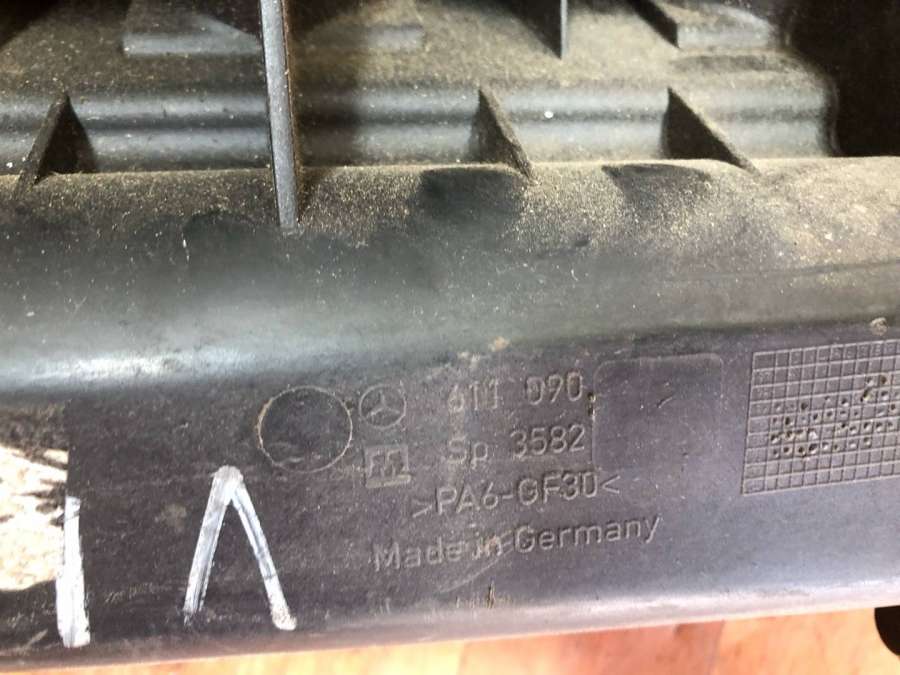 611 090
Sp 3582
>PA6-GF30<
Made in Germany